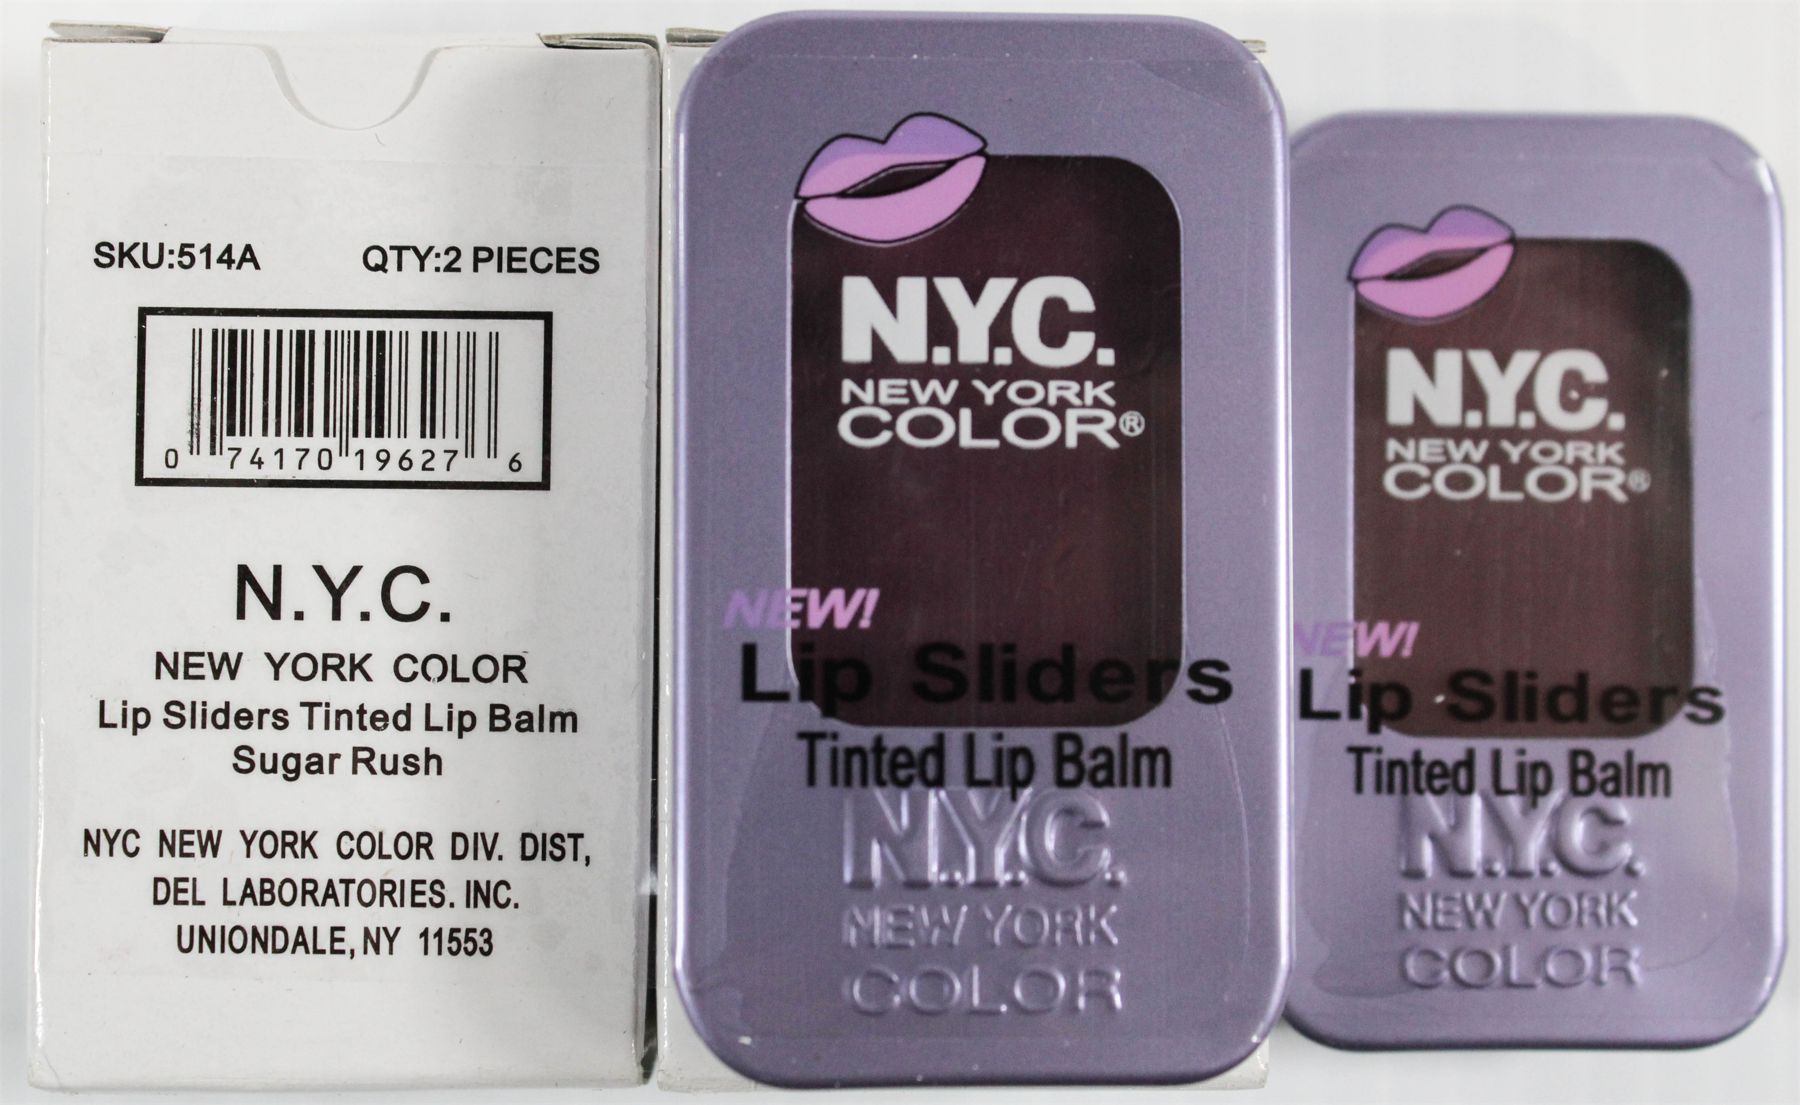 SKU:514A QTY:2 PIECES
0 74170 19627 6
N.Y.C.
NEW YORK COLOR
Lip Sliders Tinted Lip Balm
Sugar Rush
NYC NEW YORK COLOR DIV. DIST,
DEL LABORATORIES. INC.
UNIONDALE, NY 11553
N.Y.C.
NEW YORK
COLOR®
NEW!
Lip Sliders
Tinted Lip Balm
N.Y.C.
NEW YORK
COLOR
N.Y.C.
NEW YORK
COLOR®
NEW!
Lip Sliders
Tinted Lip Balm
N.Y.C.
NEW YORK
COLOR